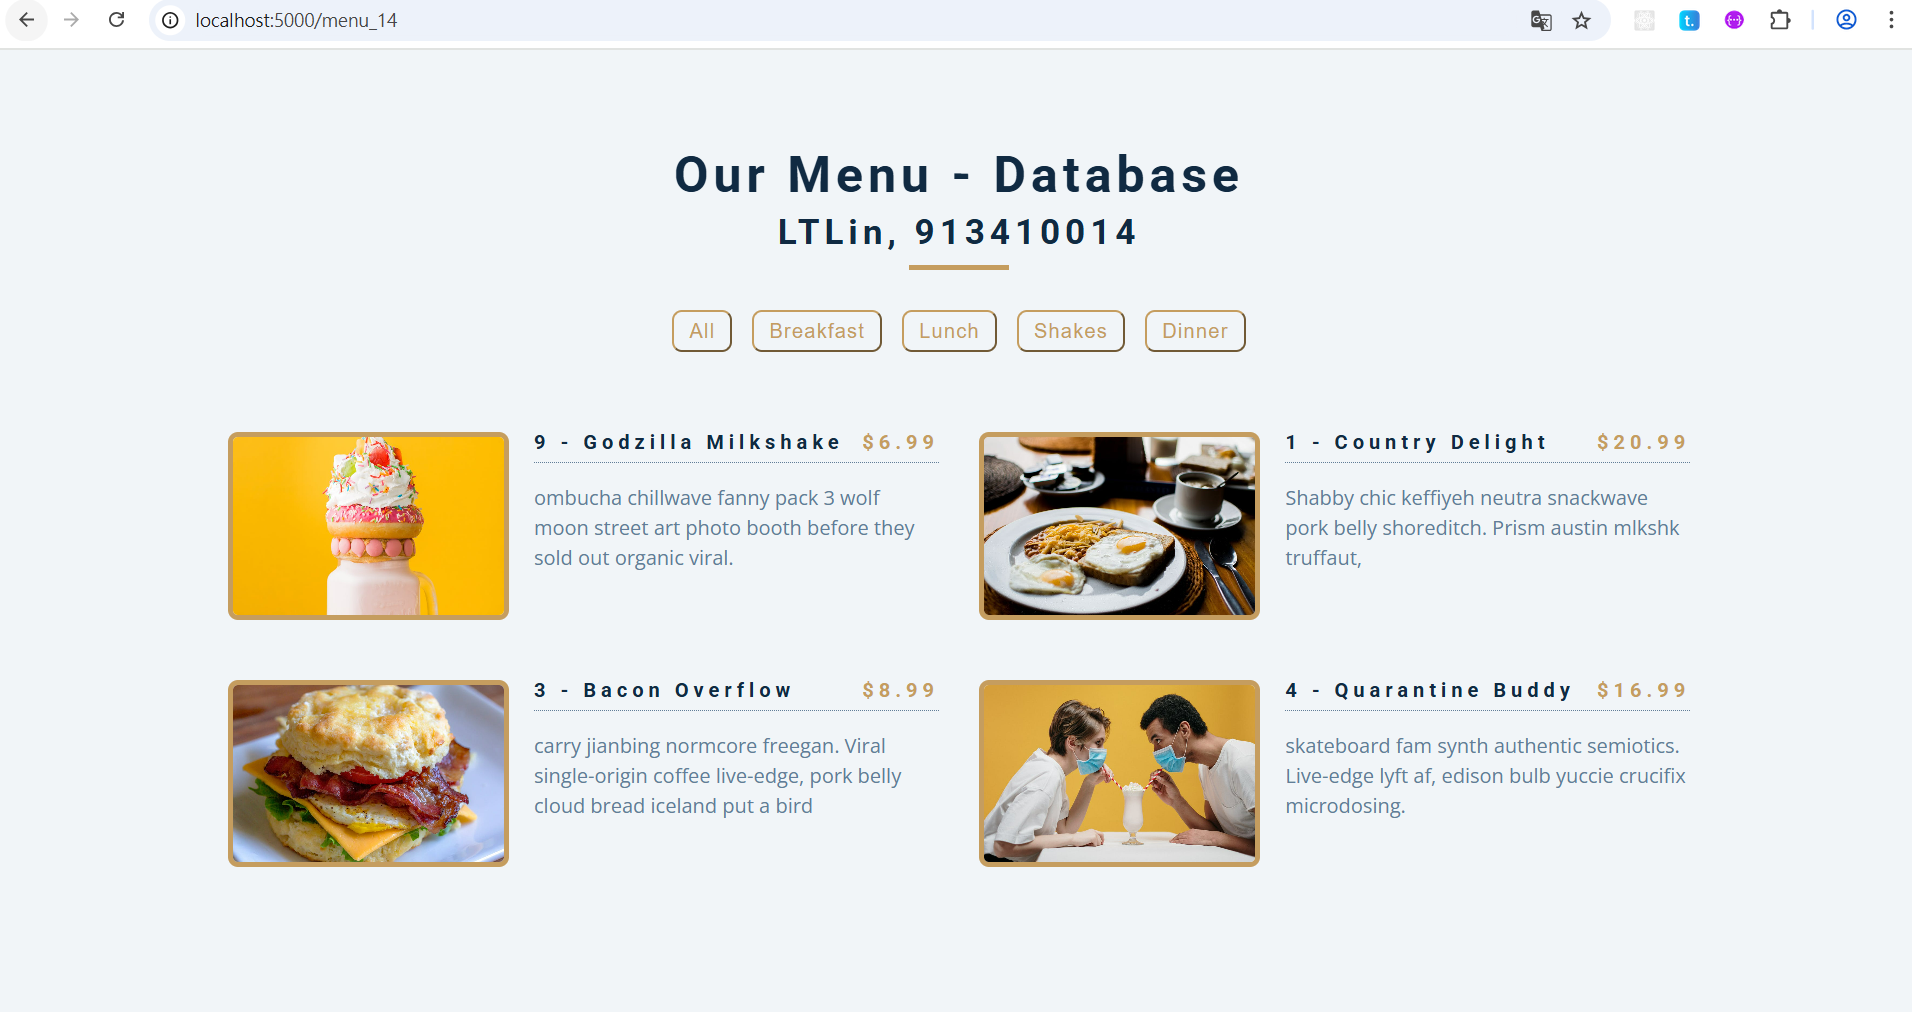 localhost:5000/menu_14
t.
Our Menu - Database
LTLin, 913410014
All Breakfast Lunch Shakes Dinner
9 - Godzilla Milkshake $6.99
ombucha chillwave fanny pack 3 wolf
moon street art photo booth before they
sold out organic viral.
1 - Country Delight $20.99
Shabby chic keffiyeh neutra snackwave
pork belly shoreditch. Prism austin mlkshk
truffaut,
3 - Bacon Overflow $8.99
carry jianbing normcore freegan. Viral
single-origin coffee live-edge, pork belly
cloud bread iceland put a bird
4 - Quarantine Buddy $16.99
skateboard fam synth authentic semiotics.
Live-edge lyft af, edison bulb yuccie crucifix
microdosing.